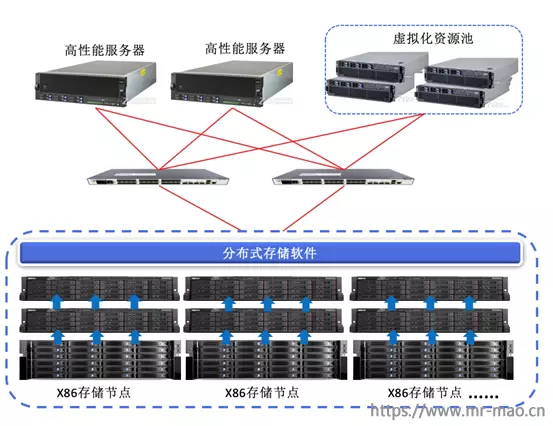 高性能服务器
高性能服务器
虚拟化资源池
分布式存储软件
X86存储节点
X86存储节点
X86存储节点 ……
https://www.mr-mao.cn